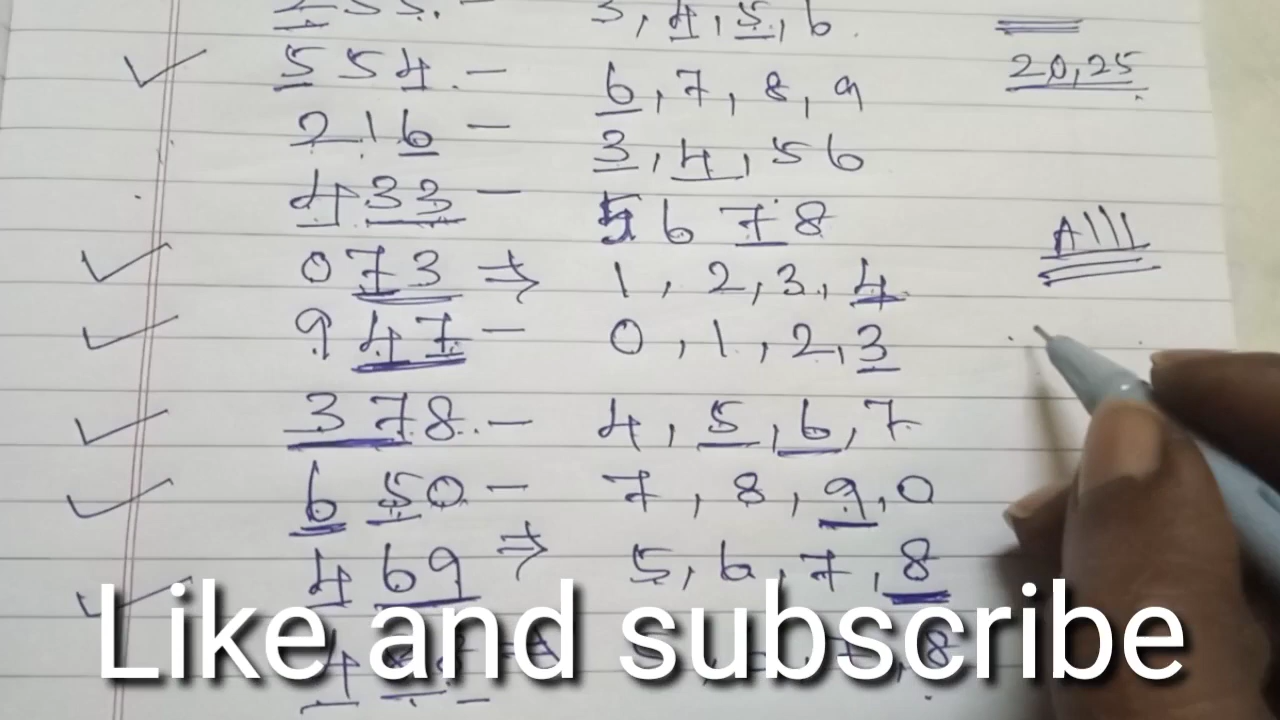 3, 4, 5, 6.
554. - 6, 7, 8, 9
20, 25
216 - 3, 4, 5 6
433 - 5 6 7 8
A111
073 ⇒ 1, 2, 3, 4
947 - 0, 1, 2, 3
378. - 4, 5, 6, 7
650 - 7, 8, 9, 0
469 ⇒ 5, 6, 7, 8
Like and subscribe